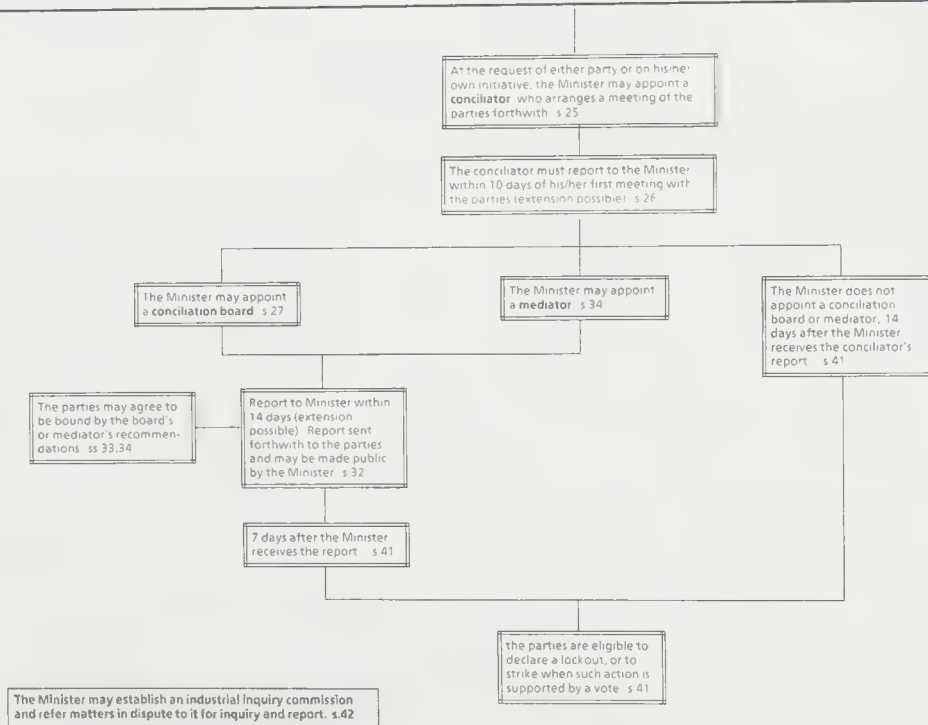 At the request of either party or on his/her
own initiative, the Minister may appoint a
conciliator who arranges a meeting of the
parties forthwith s 25
The conciliator must report to the Minister
within 10 days of his/her first meeting with
the parties (extension possible) s 26
The Minister may appoint
a conciliation board s 27
The Minister may appoint
a mediator s 34
The Minister does not
appoint a conciliation
board or mediator, 14
days after the Minister
receives the conciliator's
report s 41
The parties may agree to
be bound by the board's
or mediator's recommen-
dations ss 33,34
Report to Minister within
14 days (extension
possible) Report sent
forthwith to the parties
and may be made public
by the Minister s 32
7 days after the Minister
receives the report s 41
the parties are eligible to
declare a lockout, or to
strike when such action is
supported by a vote s 41
The Minister may establish an industrial Inquiry commission
and refer matters in dispute to it for inquiry and report. s.42